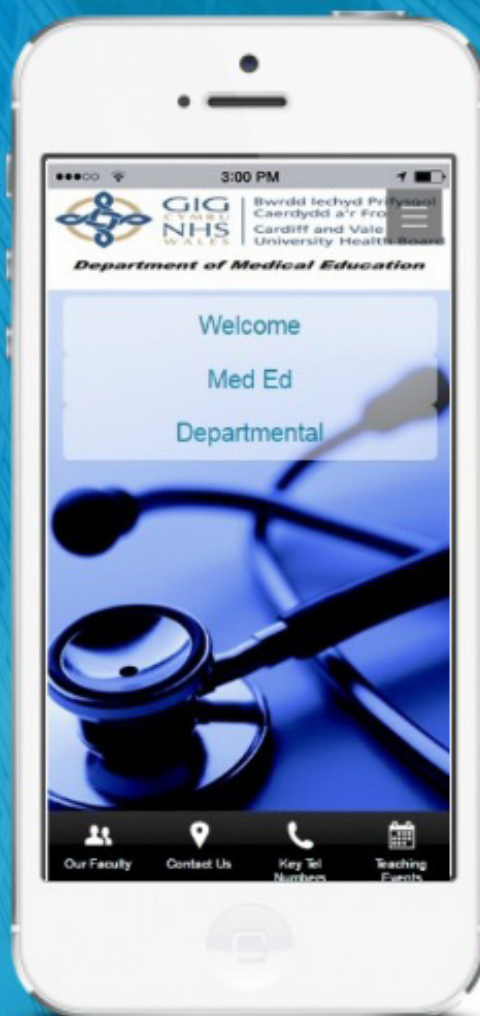 3:00 PM
GIG
CYMRU
NHS
WALES
Bwrdd Iechyd Prifysgol
Caerdydd a'r Fro
Cardiff and Vale
University Health Board
Department of Medical Education
Welcome
Med Ed
Departmental
Our Faculty
Contact Us
Key Tel
Numbers
Teaching
Events